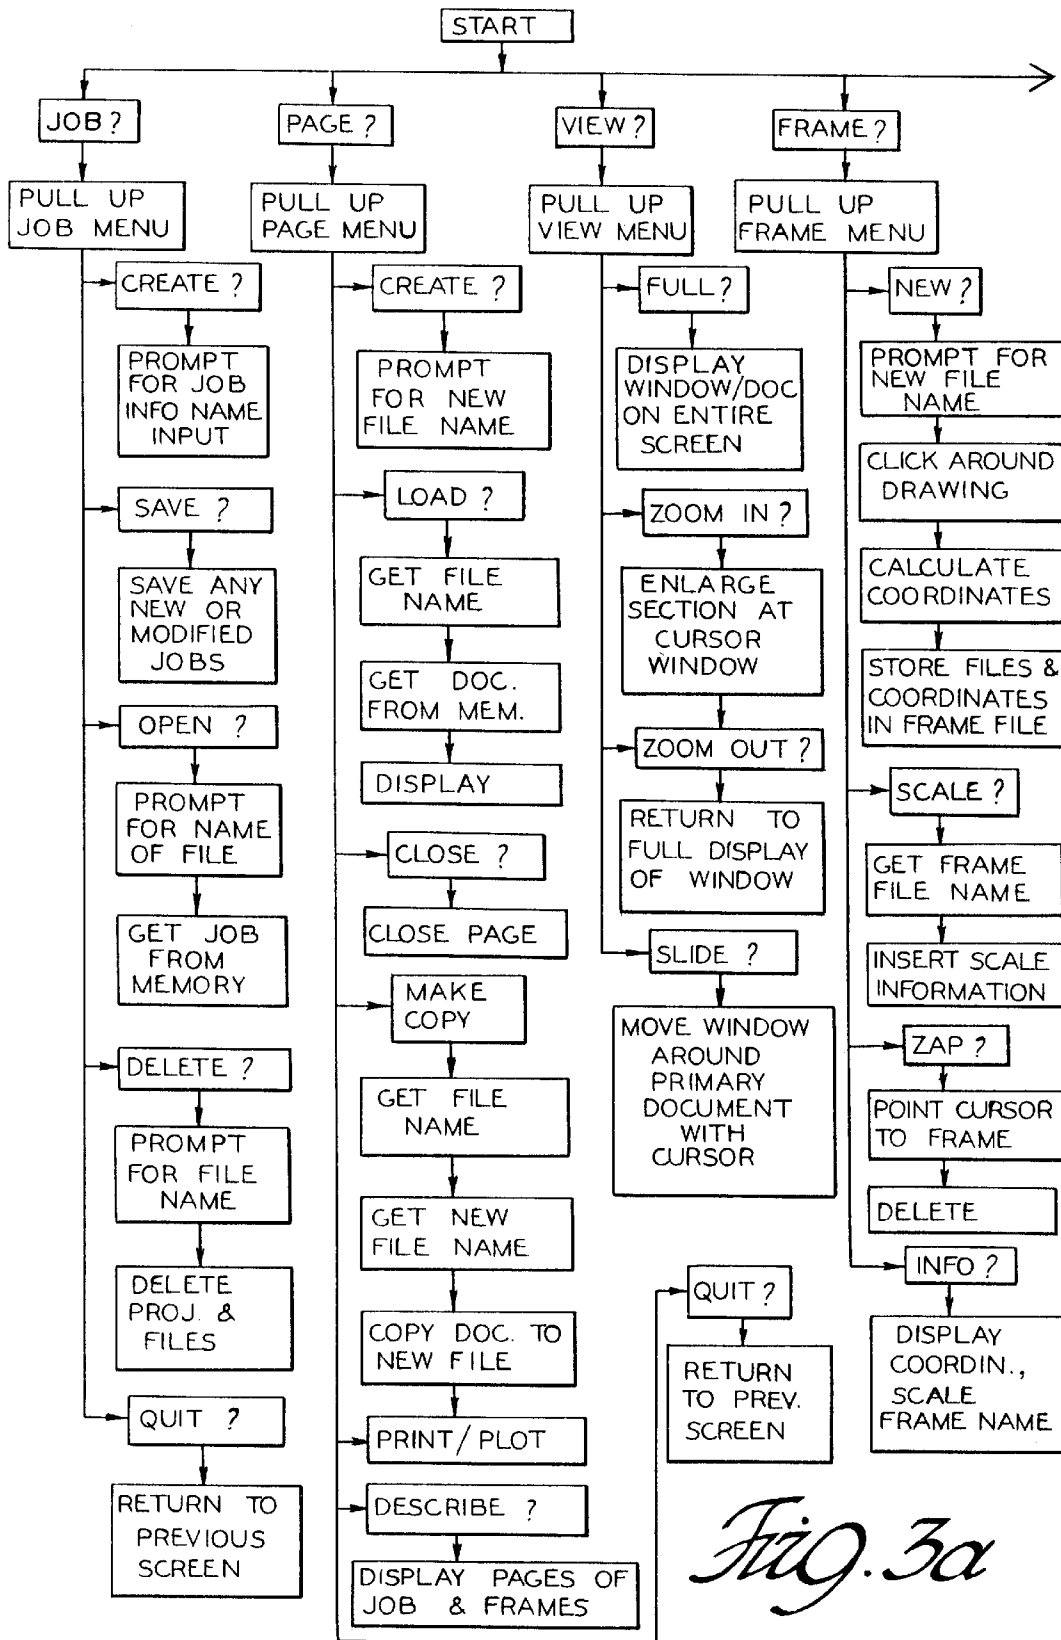 START
JOB ?
PAGE ?
VIEW ?
FRAME ?
PULL UP
JOB MENU
PULL UP
PAGE MENU
PULL UP
VIEW MENU
PULL UP
FRAME MENU
CREATE ?
PROMPT
FOR JOB
INFO NAME
INPUT
SAVE ?
SAVE ANY
NEW OR
MODIFIED
JOBS
OPEN ?
PROMPT
FOR NAME
OF FILE
GET JOB
FROM
MEMORY
DELETE ?
PROMPT
FOR FILE
NAME
DELETE
PROJ. &
FILES
QUIT ?
RETURN TO
PREVIOUS
SCREEN
CREATE ?
PROMPT
FOR NEW
FILE NAME
LOAD ?
GET FILE
NAME
GET DOC.
FROM MEM.
DISPLAY
CLOSE ?
CLOSE PAGE
MAKE
COPY
GET FILE
NAME
GET NEW
FILE NAME
COPY DOC. TO
NEW FILE
PRINT/PLOT
DESCRIBE ?
DISPLAY PAGES OF
JOB & FRAMES
FULL?
DISPLAY
WINDOW/DOC
ON ENTIRE
SCREEN
ZOOM IN ?
ENLARGE
SECTION AT
CURSOR
WINDOW
ZOOM OUT ?
RETURN TO
FULL DISPLAY
OF WINDOW
SLIDE ?
MOVE WINDOW
AROUND
PRIMARY
DOCUMENT
WITH
CURSOR
QUIT ?
RETURN
TO PREV.
SCREEN
NEW ?
PROMPT FOR
NEW FILE
NAME
CLICK AROUND
DRAWING
CALCULATE
COORDINATES
STORE FILES &
COORDINATES
IN FRAME FILE
SCALE ?
GET FRAME
FILE NAME
INSERT SCALE
INFORMATION
ZAP ?
POINT CURSOR
TO FRAME
DELETE
INFO ?
DISPLAY
COORDIN.,
SCALE
FRAME NAME
Fig. 3a